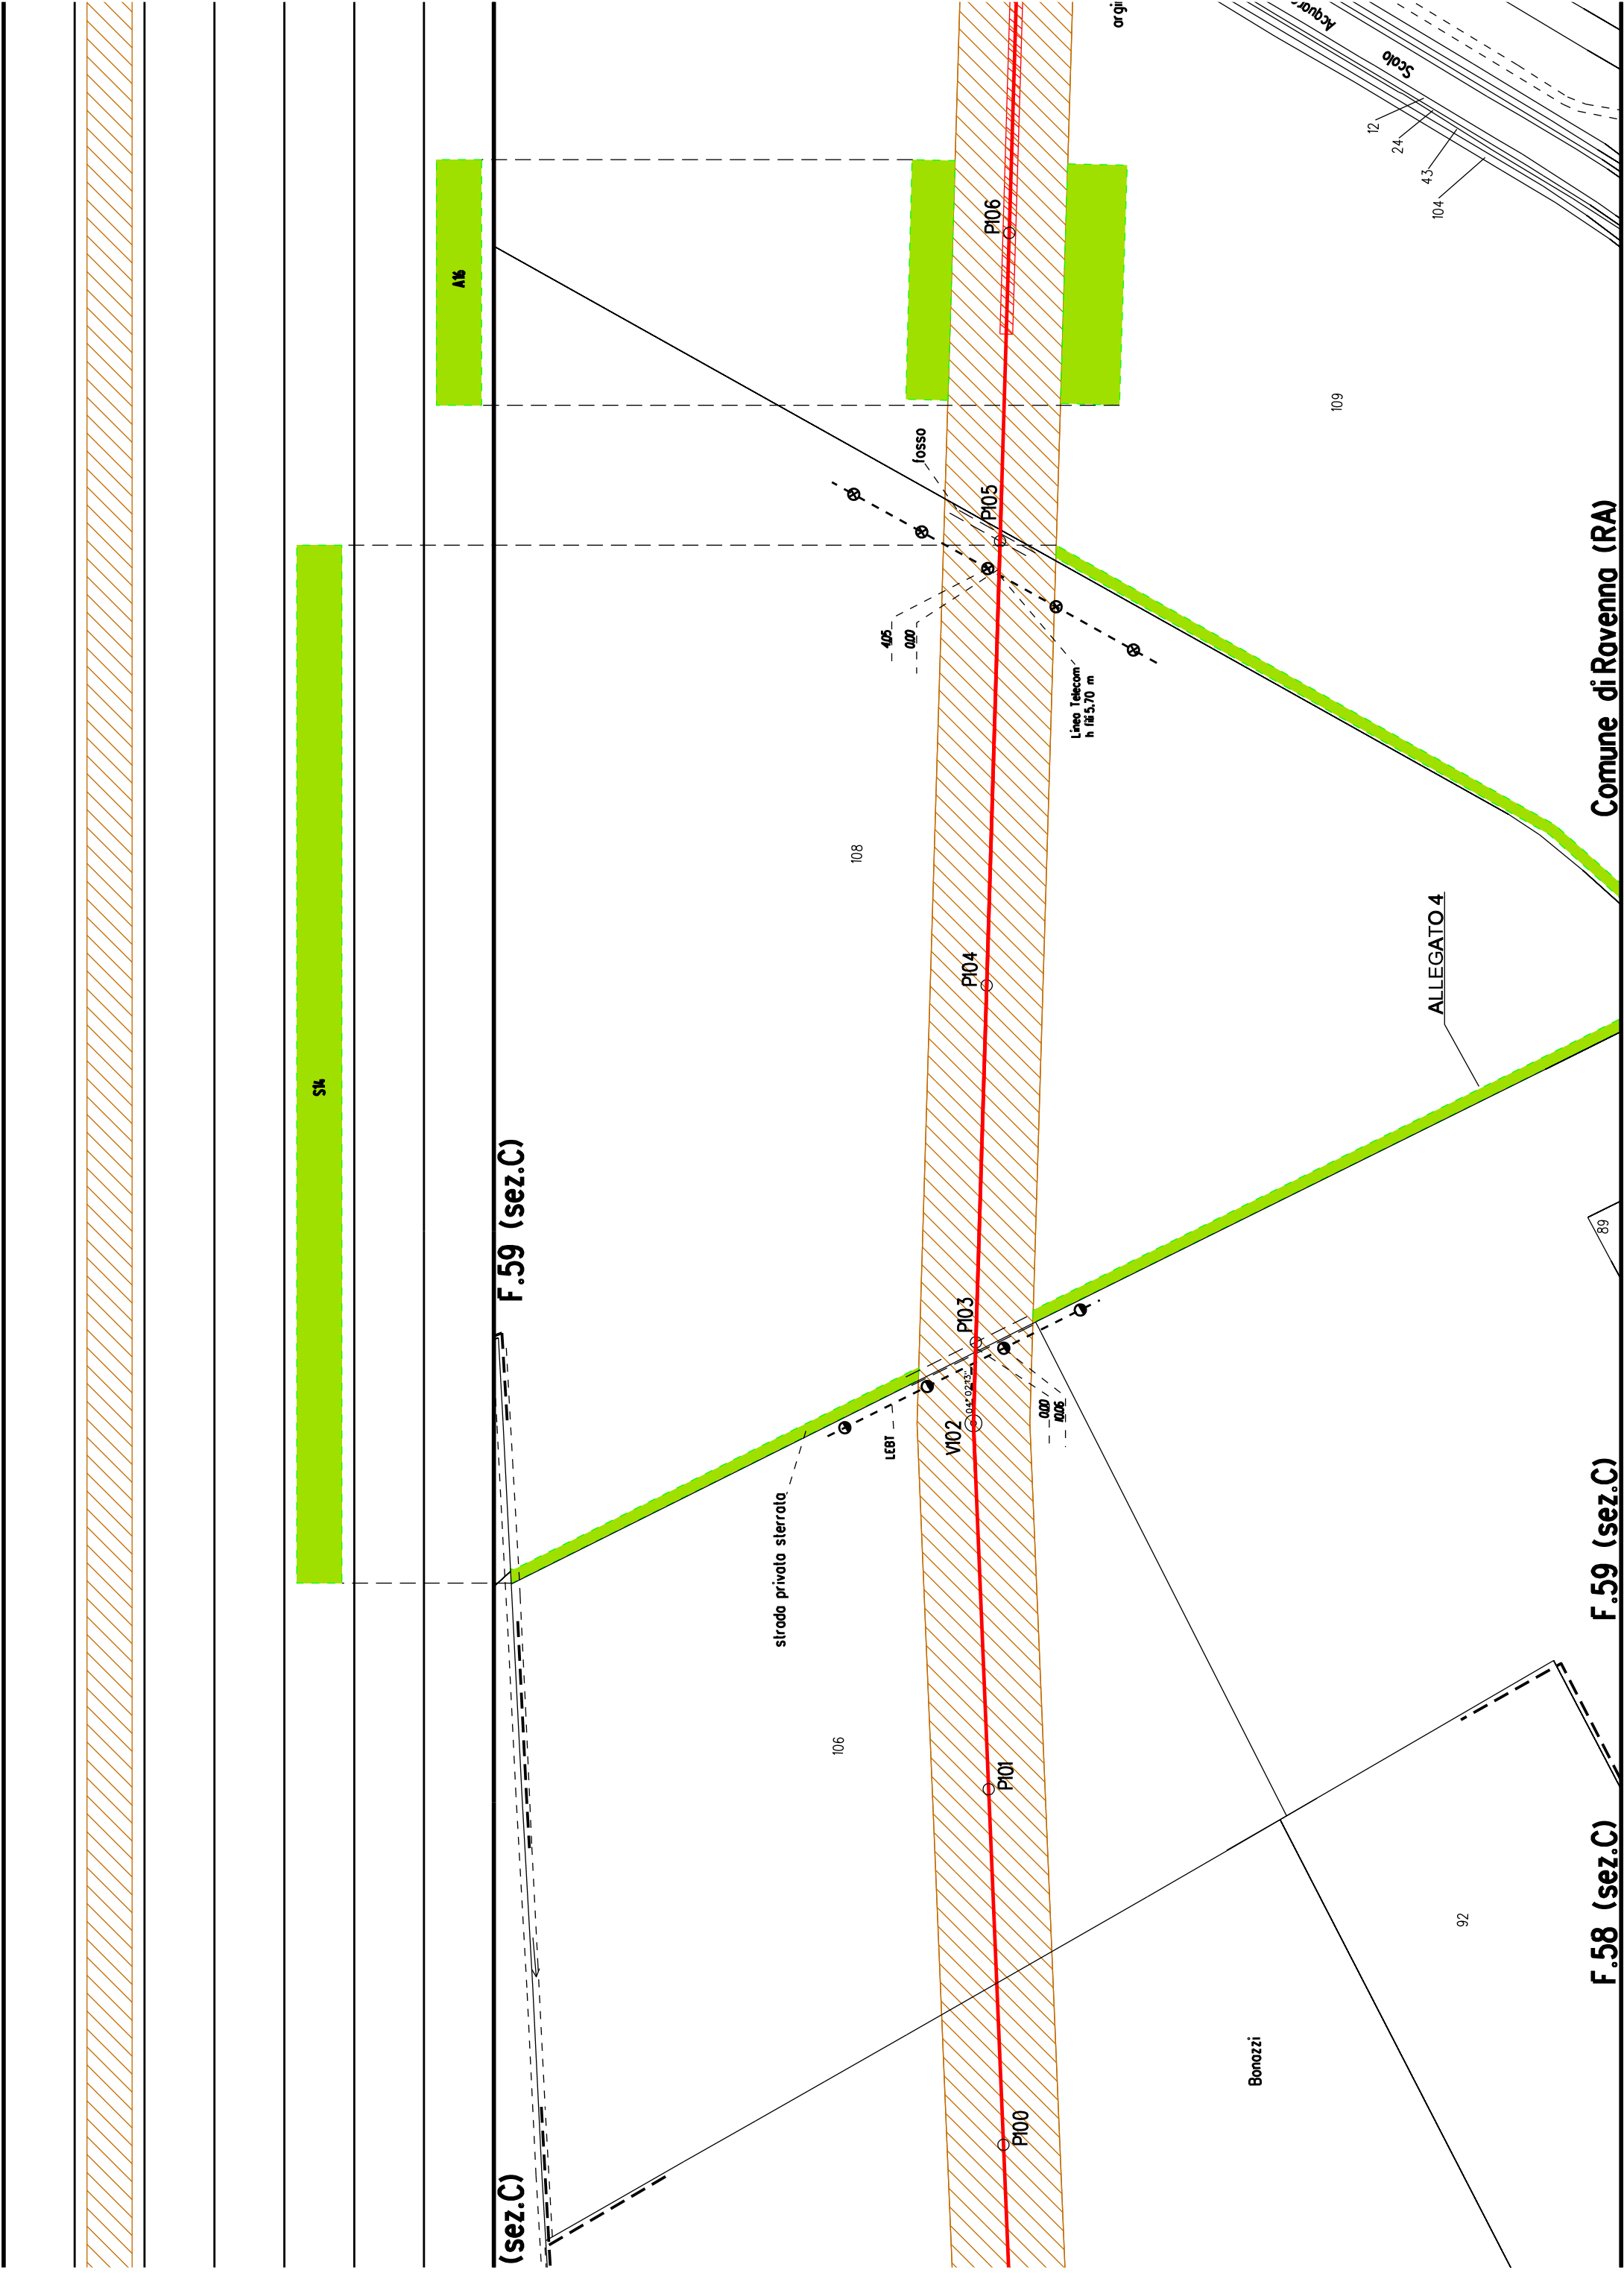 A16
S14
F.59 (sez.C)
(sez.C)
strada privata sterrata
106
108
LEBT
4.05
0.00
fosso
V102
P103
P104
P105
P106
P101
P100
0.00
10.06
Linea Telecom
h fili 5.70 m
109
Bonazzi
92
ALLEGATO 4
12
24
43
104
Scolo
89
F.58 (sez.C)
F.59 (sez.C)
Comune di Ravenna (RA)